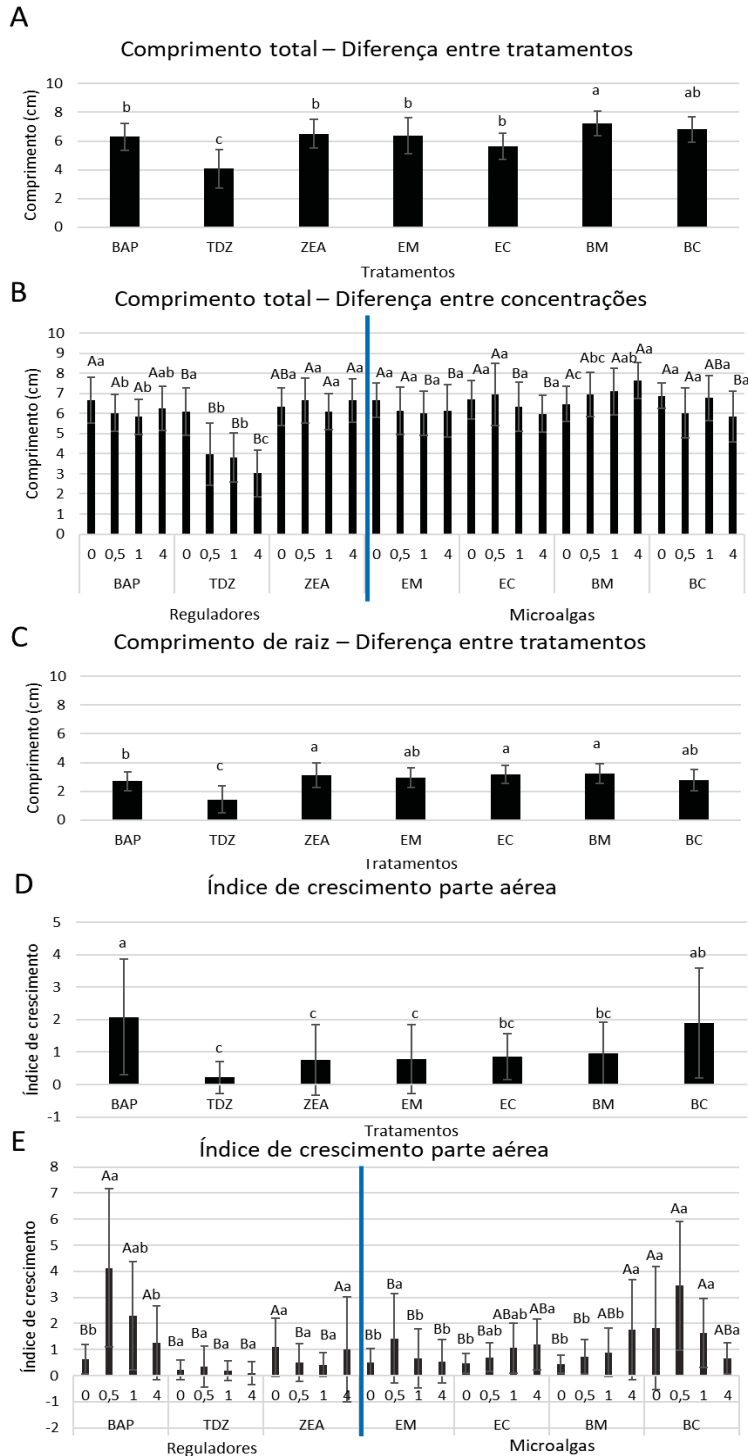 A
Comprimento total – Diferença entre tratamentos
Comprimento (cm)
10
8
6
4
2
0
b c b b b a ab
BAP TDZ ZEA EM EC BM BC
Tratamentos
B
Comprimento total – Diferença entre concentrações
Comprimento (cm)
10
9
8
7
6
5
4
3
2
1
0
Aa Ab Ab Aab Ba Bb Bb Bc ABa Aa Aa Aa Aa Aa Ba Ba Aa Aa Ba Ba Ac Abc Aab Aa Aa Aa ABa Ba
0 0,5 1 4 0 0,5 1 4 0 0,5 1 4 0 0,5 1 4 0 0,5 1 4 0 0,5 1 4 0 0,5 1 4
BAP TDZ ZEA EM EC BM BC
Reguladores Microalgas
C
Comprimento de raiz – Diferença entre tratamentos
Comprimento (cm)
10
8
6
4
2
0
b c a ab a a ab
BAP TDZ ZEA EM EC BM BC
Tratamentos
D
Índice de crescimento parte aérea
Índice de crescimento
5
4
3
2
1
0
-1
a c c c bc bc ab
BAP TDZ ZEA EM EC BM BC
Tratamentos
E
Índice de crescimento parte aérea
Índice de crescimento
8
7
6
5
4
3
2
1
0
-1
-2
Bb Aa Aab Ab Ba Ba Ba Ba Aa Ba Ba Aa Bb Ba Bb Bb Bb Bab ABab ABa Bb Bb ABb Aa Aa Aa Aa ABa
0 0,5 1 4 0 0,5 1 4 0 0,5 1 4 0 0,5 1 4 0 0,5 1 4 0 0,5 1 4 0 0,5 1 4
BAP TDZ ZEA EM EC BM BC
Reguladores Microalgas